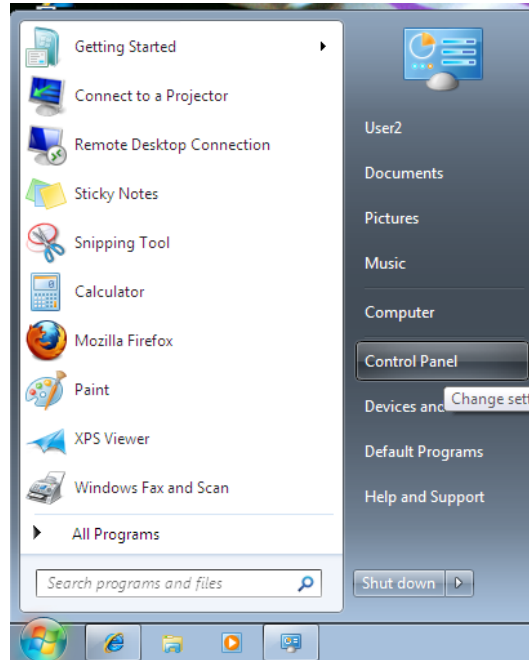 Getting Started
Connect to a Projector
Remote Desktop Connection
Sticky Notes
Snipping Tool
Calculator
Mozilla Firefox
Paint
XPS Viewer
Windows Fax and Scan
All Programs
Search programs and files
User2
Documents
Pictures
Music
Computer
Control Panel
Change sett
Devices and
Default Programs
Help and Support
Shut down